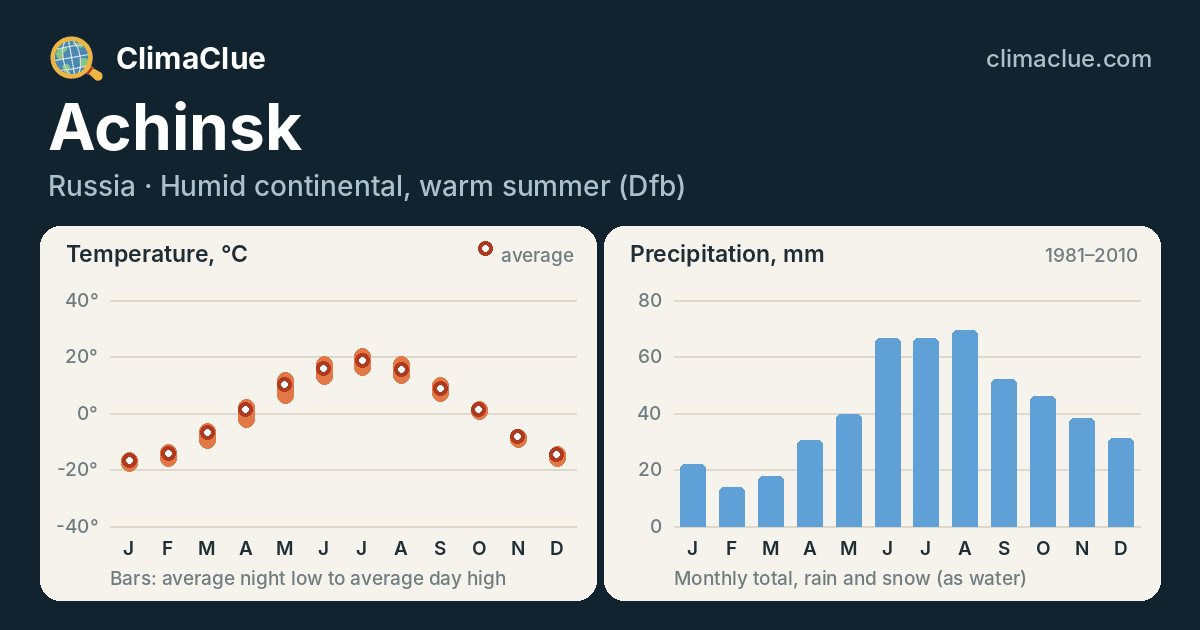 ClimaClue
climaclue.com
Achinsk
Russia · Humid continental, warm summer (Dfb)
Temperature, °C
average
40°
20°
0°
-20°
-40°
J F M A M J J A S O N D
Bars: average night low to average day high
Precipitation, mm
1981–2010
80
60
40
20
0
J F M A M J J A S O N D
Monthly total, rain and snow (as water)